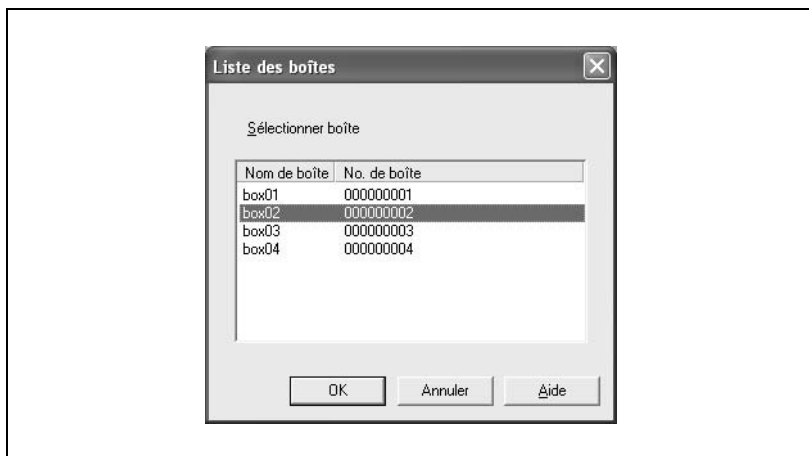 Liste des boîtes
Sélectionner boîte
Nom de boîte No. de boîte
box01 000000001
box02 000000002
box03 000000003
box04 000000004
OK Annuler Aide